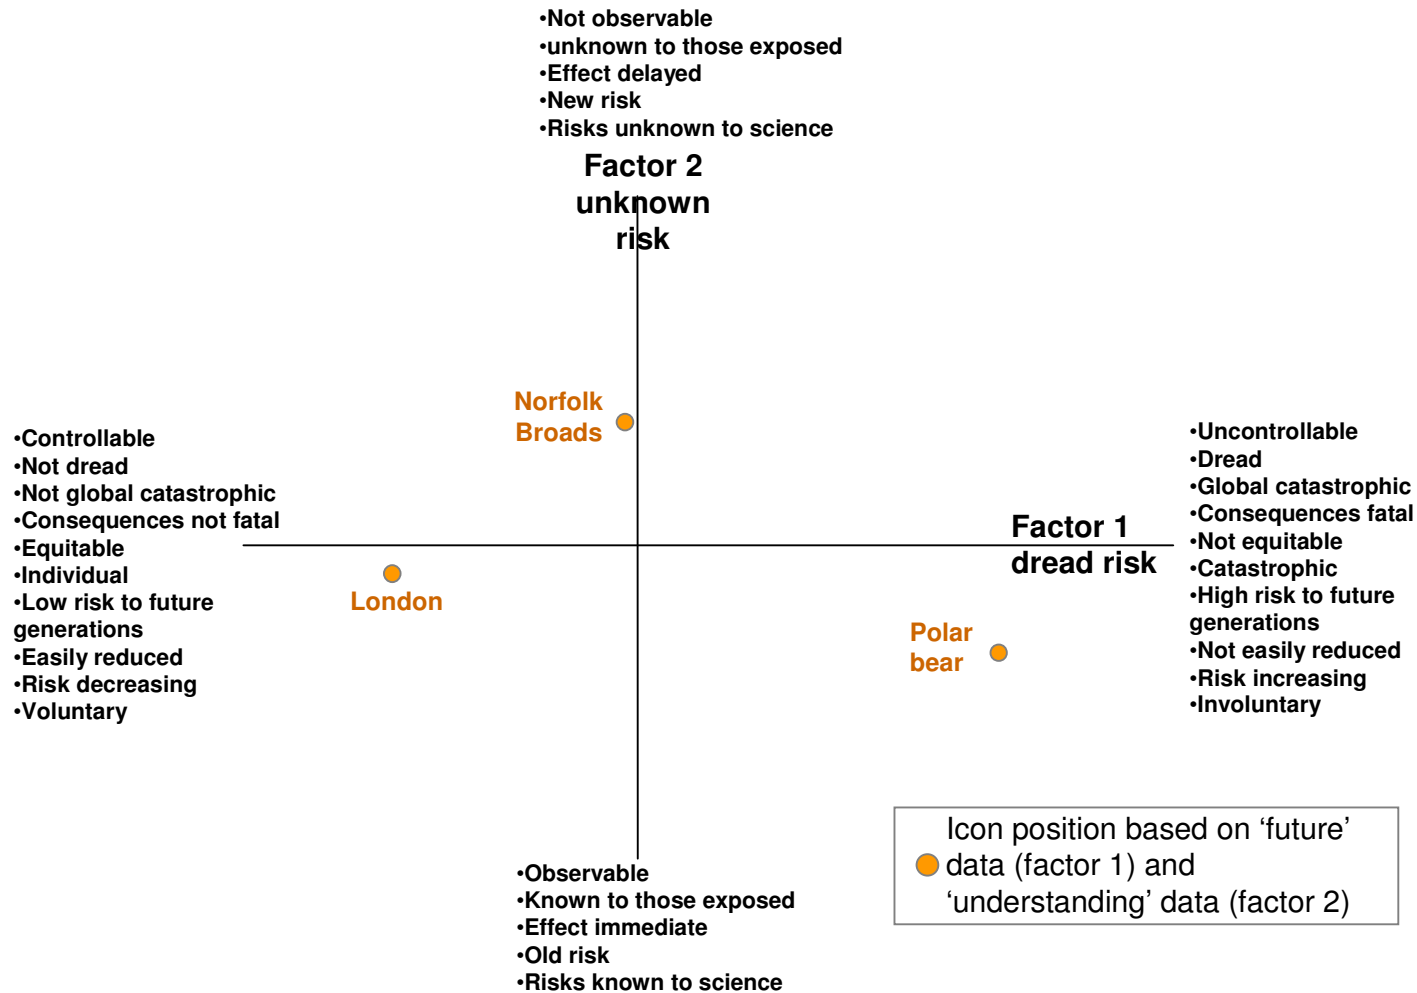 •Not observable
•unknown to those exposed
•Effect delayed
•New risk
•Risks unknown to science
Factor 2
unknown
risk
Norfolk
Broads
•Controllable
•Not dread
•Not global catastrophic
•Consequences not fatal
•Equitable
•Individual
•Low risk to future
generations
•Easily reduced
•Risk decreasing
•Voluntary
London
Factor 1
dread risk
Polar
bear
•Uncontrollable
•Dread
•Global catastrophic
•Consequences fatal
•Not equitable
•Catastrophic
•High risk to future
generations
•Not easily reduced
•Risk increasing
•Involuntary
Icon position based on ‘future’
data (factor 1) and
‘understanding’ data (factor 2)
•Observable
•Known to those exposed
•Effect immediate
•Old risk
•Risks known to science